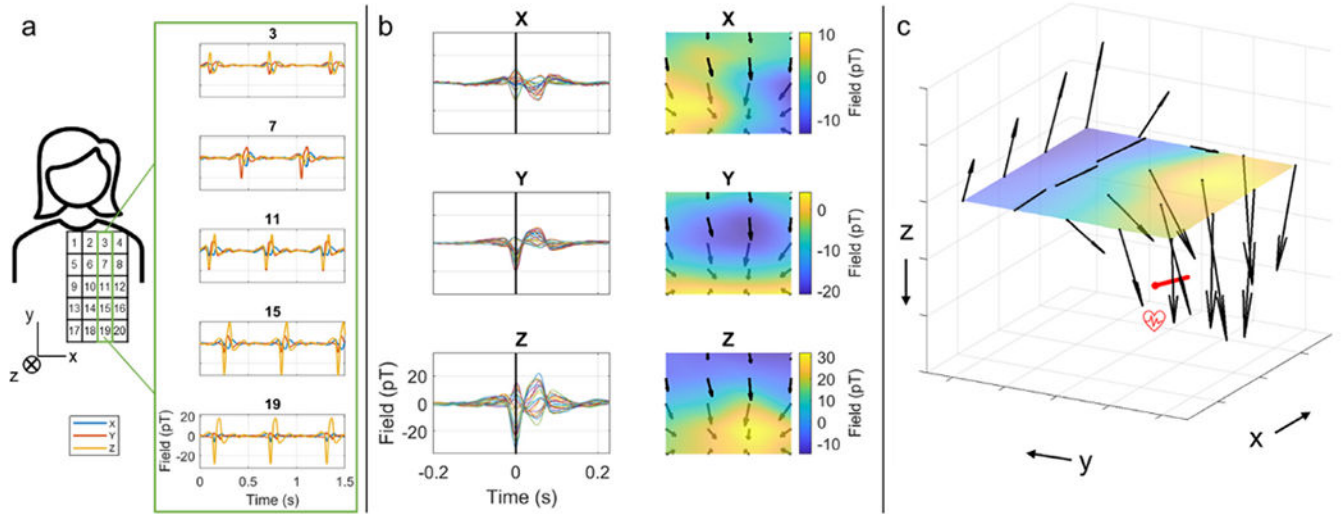 a
3
7
11
15
19
Field (pT)
20
0
-20
0
0.5
1
1.5
Time (s)
1 2 3 4
5 6 7 8
9 10 11 12
13 14 15 16
17 18 19 20
y
x
z
X
Y
Z
b
X
Y
Z
Field (pT)
20
0
-20
-0.2
0
0.2
Time (s)
X
10
0
-10
Field (pT)
Y
0
-10
-20
Field (pT)
Z
30
20
10
0
-10
Field (pT)
c
z
y
x